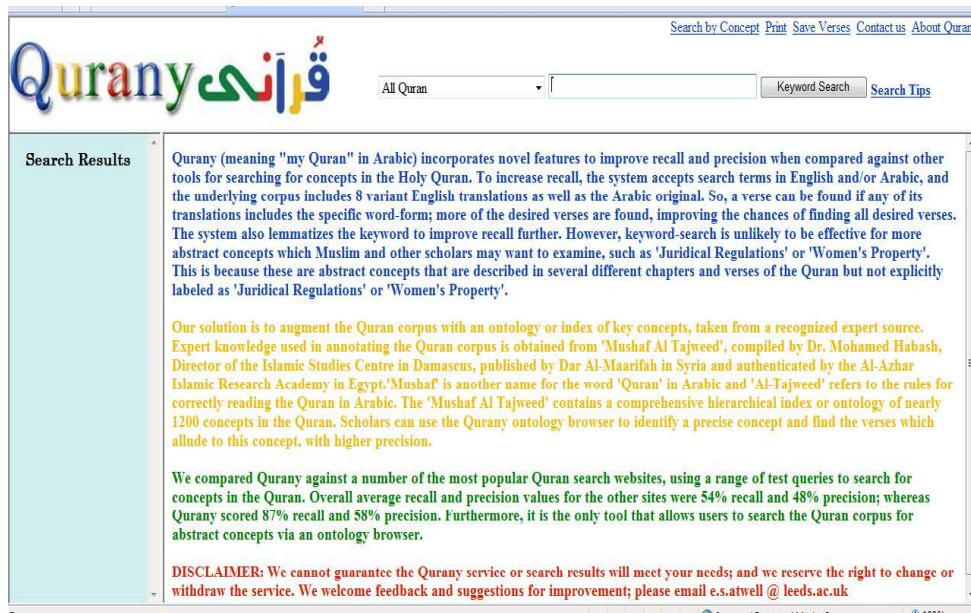 Search by Concept Print Save Verses Contact us About Quran
Qurany قُرآنى
All Quran
Keyword Search
Search Tips
Search Results
Qurany (meaning "my Quran" in Arabic) incorporates novel features to improve recall and precision when compared against other
tools for searching for concepts in the Holy Quran. To increase recall, the system accepts search terms in English and/or Arabic, and
the underlying corpus includes 8 variant English translations as well as the Arabic original. So, a verse can be found if any of its
translations includes the specific word-form; more of the desired verses are found, improving the chances of finding all desired verses.
The system also lemmatizes the keyword to improve recall further. However, keyword-search is unlikely to be effective for more
abstract concepts which Muslim and other scholars may want to examine, such as 'Juridical Regulations' or 'Women's Property'.
This is because these are abstract concepts that are described in several different chapters and verses of the Quran but not explicitly
labeled as 'Juridical Regulations' or 'Women's Property'.
Our solution is to augment the Quran corpus with an ontology or index of key concepts, taken from a recognized expert source.
Expert knowledge used in annotating the Quran corpus is obtained from 'Mushaf Al Tajweed', compiled by Dr. Mohamed Habash,
Director of the Islamic Studies Centre in Damascus, published by Dar Al-Maarifah in Syria and authenticated by the Al-Azhar
Islamic Research Academy in Egypt.'Mushaf' is another name for the word 'Quran' in Arabic and 'Al-Tajweed' refers to the rules for
correctly reading the Quran in Arabic. The 'Mushaf Al Tajweed' contains a comprehensive hierarchical index or ontology of nearly
1200 concepts in the Quran. Scholars can use the Qurany ontology browser to identify a precise concept and find the verses which
allude to this concept, with higher precision.
We compared Qurany against a number of the most popular Quran search websites, using a range of test queries to search for
concepts in the Quran. Overall average recall and precision values for the other sites were 54% recall and 48% precision; whereas
Qurany scored 87% recall and 58% precision. Furthermore, it is the only tool that allows users to search the Quran corpus for
abstract concepts via an ontology browser.
DISCLAIMER: We cannot guarantee the Qurany service or search results will meet your needs; and we reserve the right to change or
withdraw the service. We welcome feedback and suggestions for improvement; please email e.s.atwell @ leeds.ac.uk